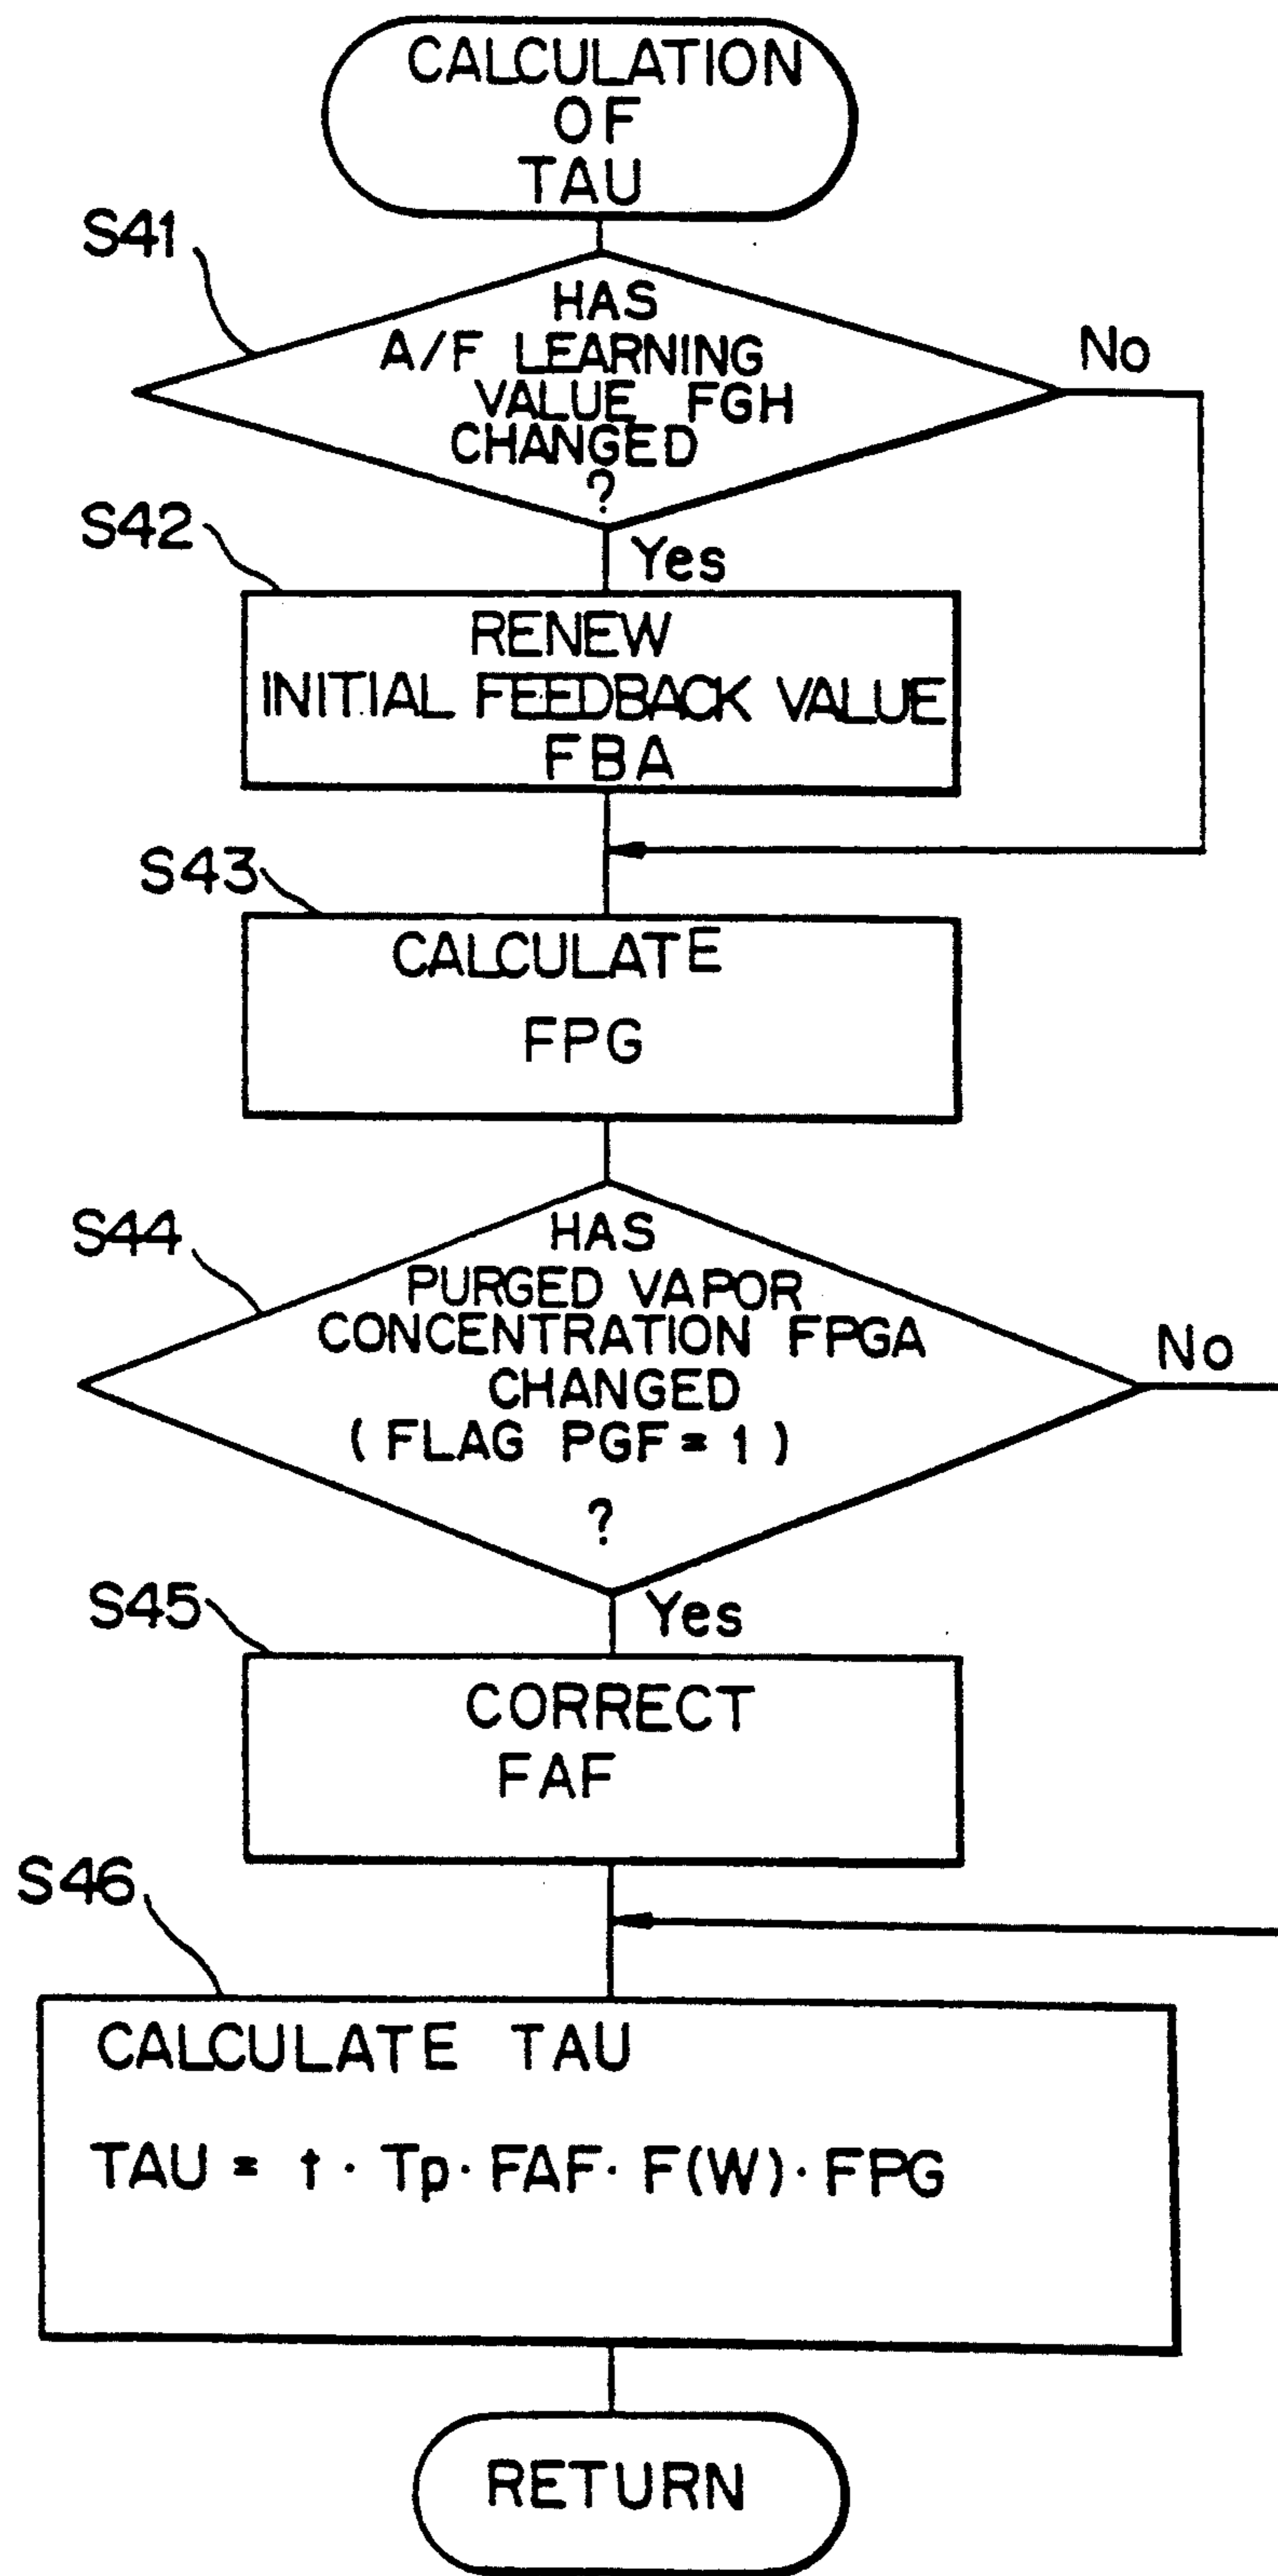 CALCULATION
OF
TAU
S41
HAS
A/F LEARNING
VALUE FGH
CHANGED
?
No
S42
Yes
RENEW
INITIAL FEEDBACK VALUE
FBA
S43
CALCULATE
FPG
S44
HAS
PURGED VAPOR
CONCENTRATION FPGA
CHANGED
(FLAG PGF=1)
?
No
S45
Yes
CORRECT
FAF
S46
CALCULATE TAU
TAU = t · Tp · FAF · F(W) · FPG
RETURN